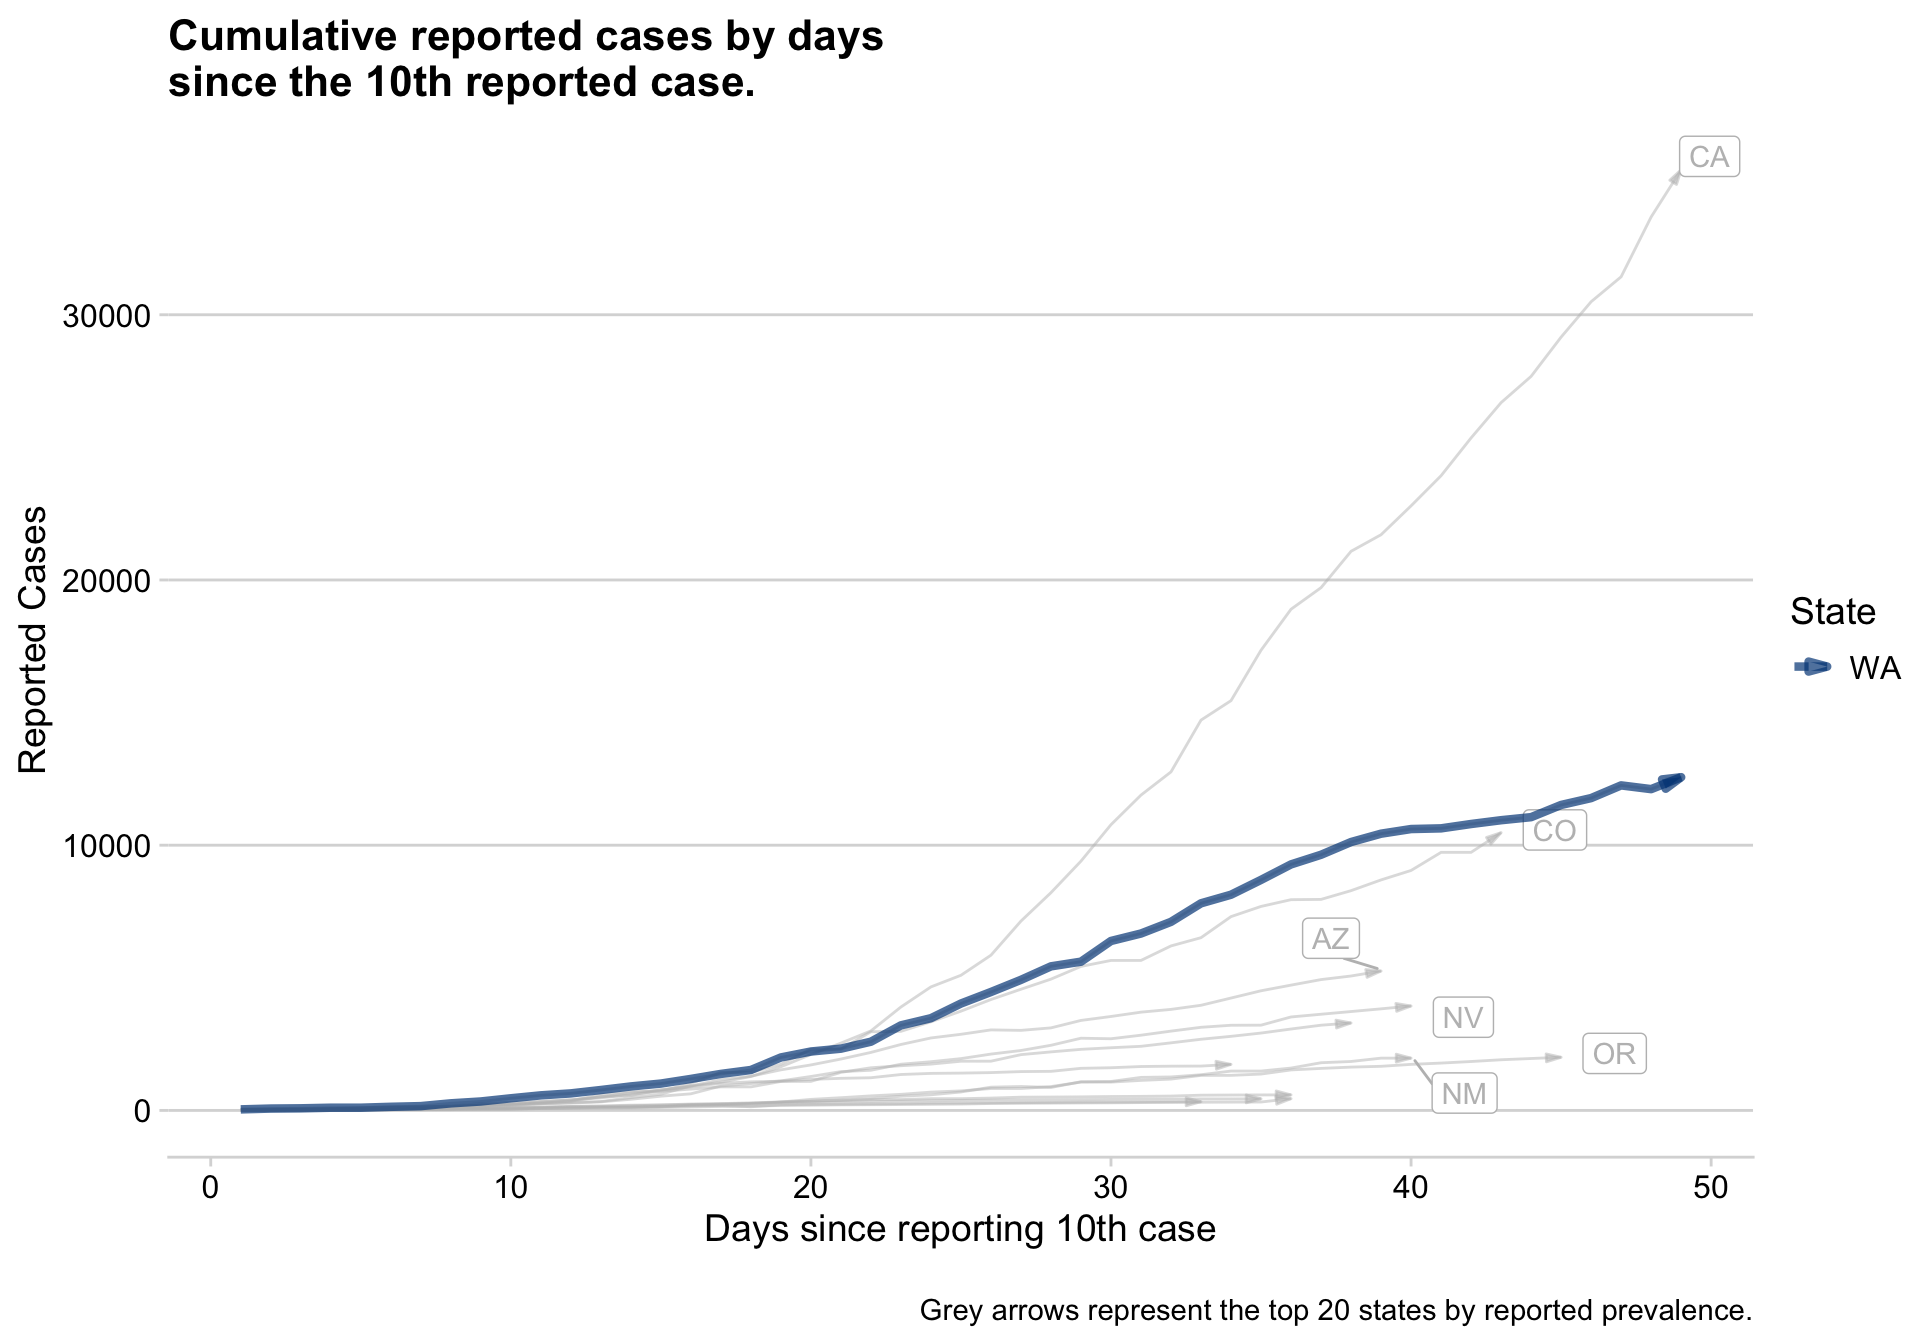 Cumulative reported cases by days
since the 10th reported case.
CA
30000
20000
Reported Cases
State
WA
CO
10000
AZ
NV
OR
NM
0
0 10 20 30 40 50
Days since reporting 10th case
Grey arrows represent the top 20 states by reported prevalence.